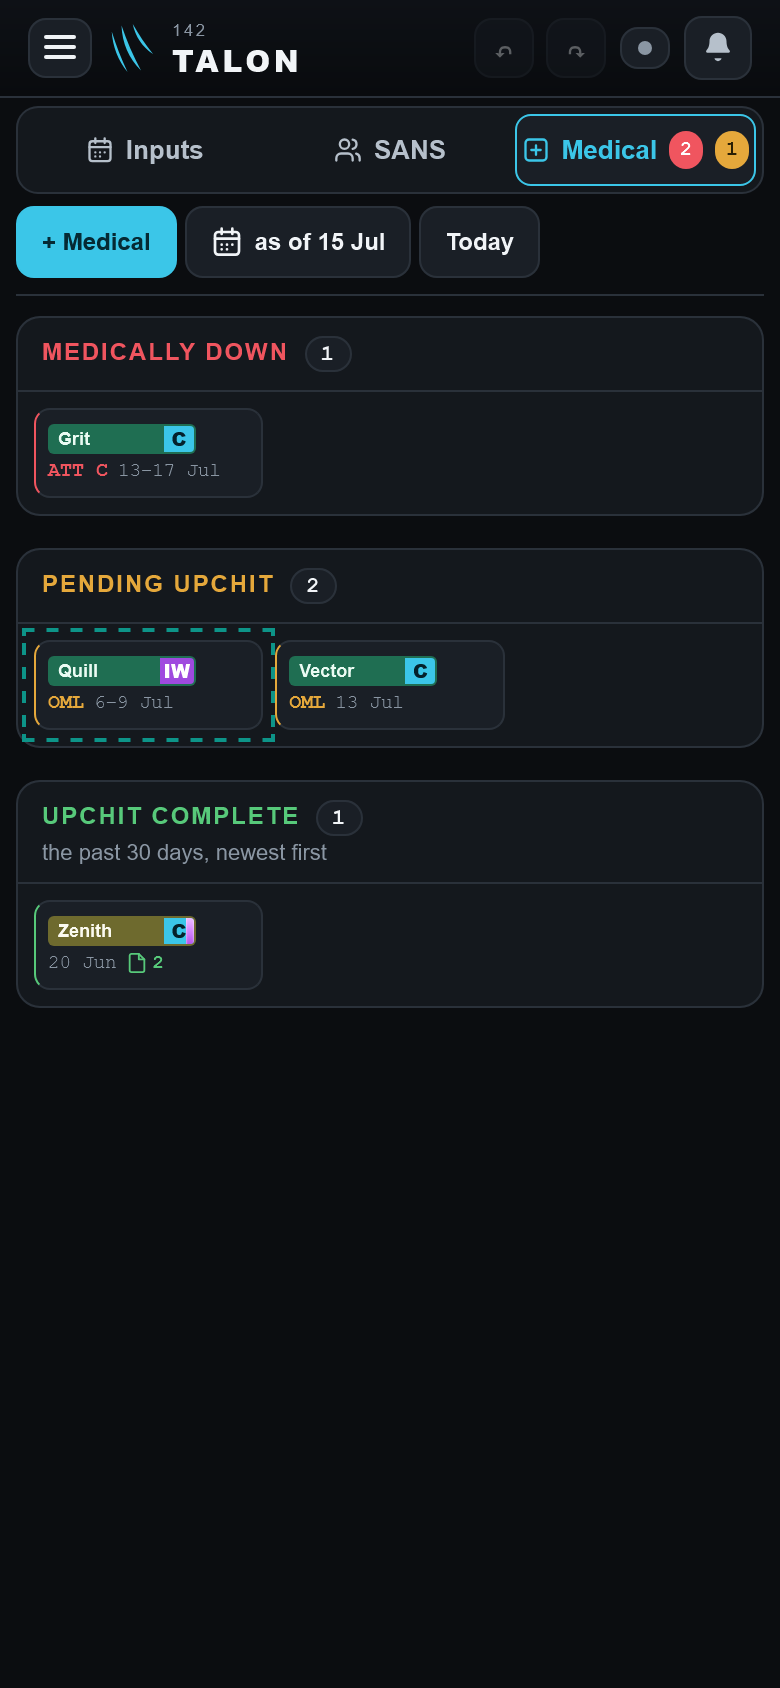 142
TALON
Inputs
SANS
Medical 2 1
+ Medical
as of 15 Jul
Today
MEDICALLY DOWN 1
Grit C
ATT C 13–17 Jul
PENDING UPCHIT 2
Quill IW
OML 6–9 Jul
Vector C
OML 13 Jul
UPCHIT COMPLETE 1
the past 30 days, newest first
Zenith C
20 Jun 2